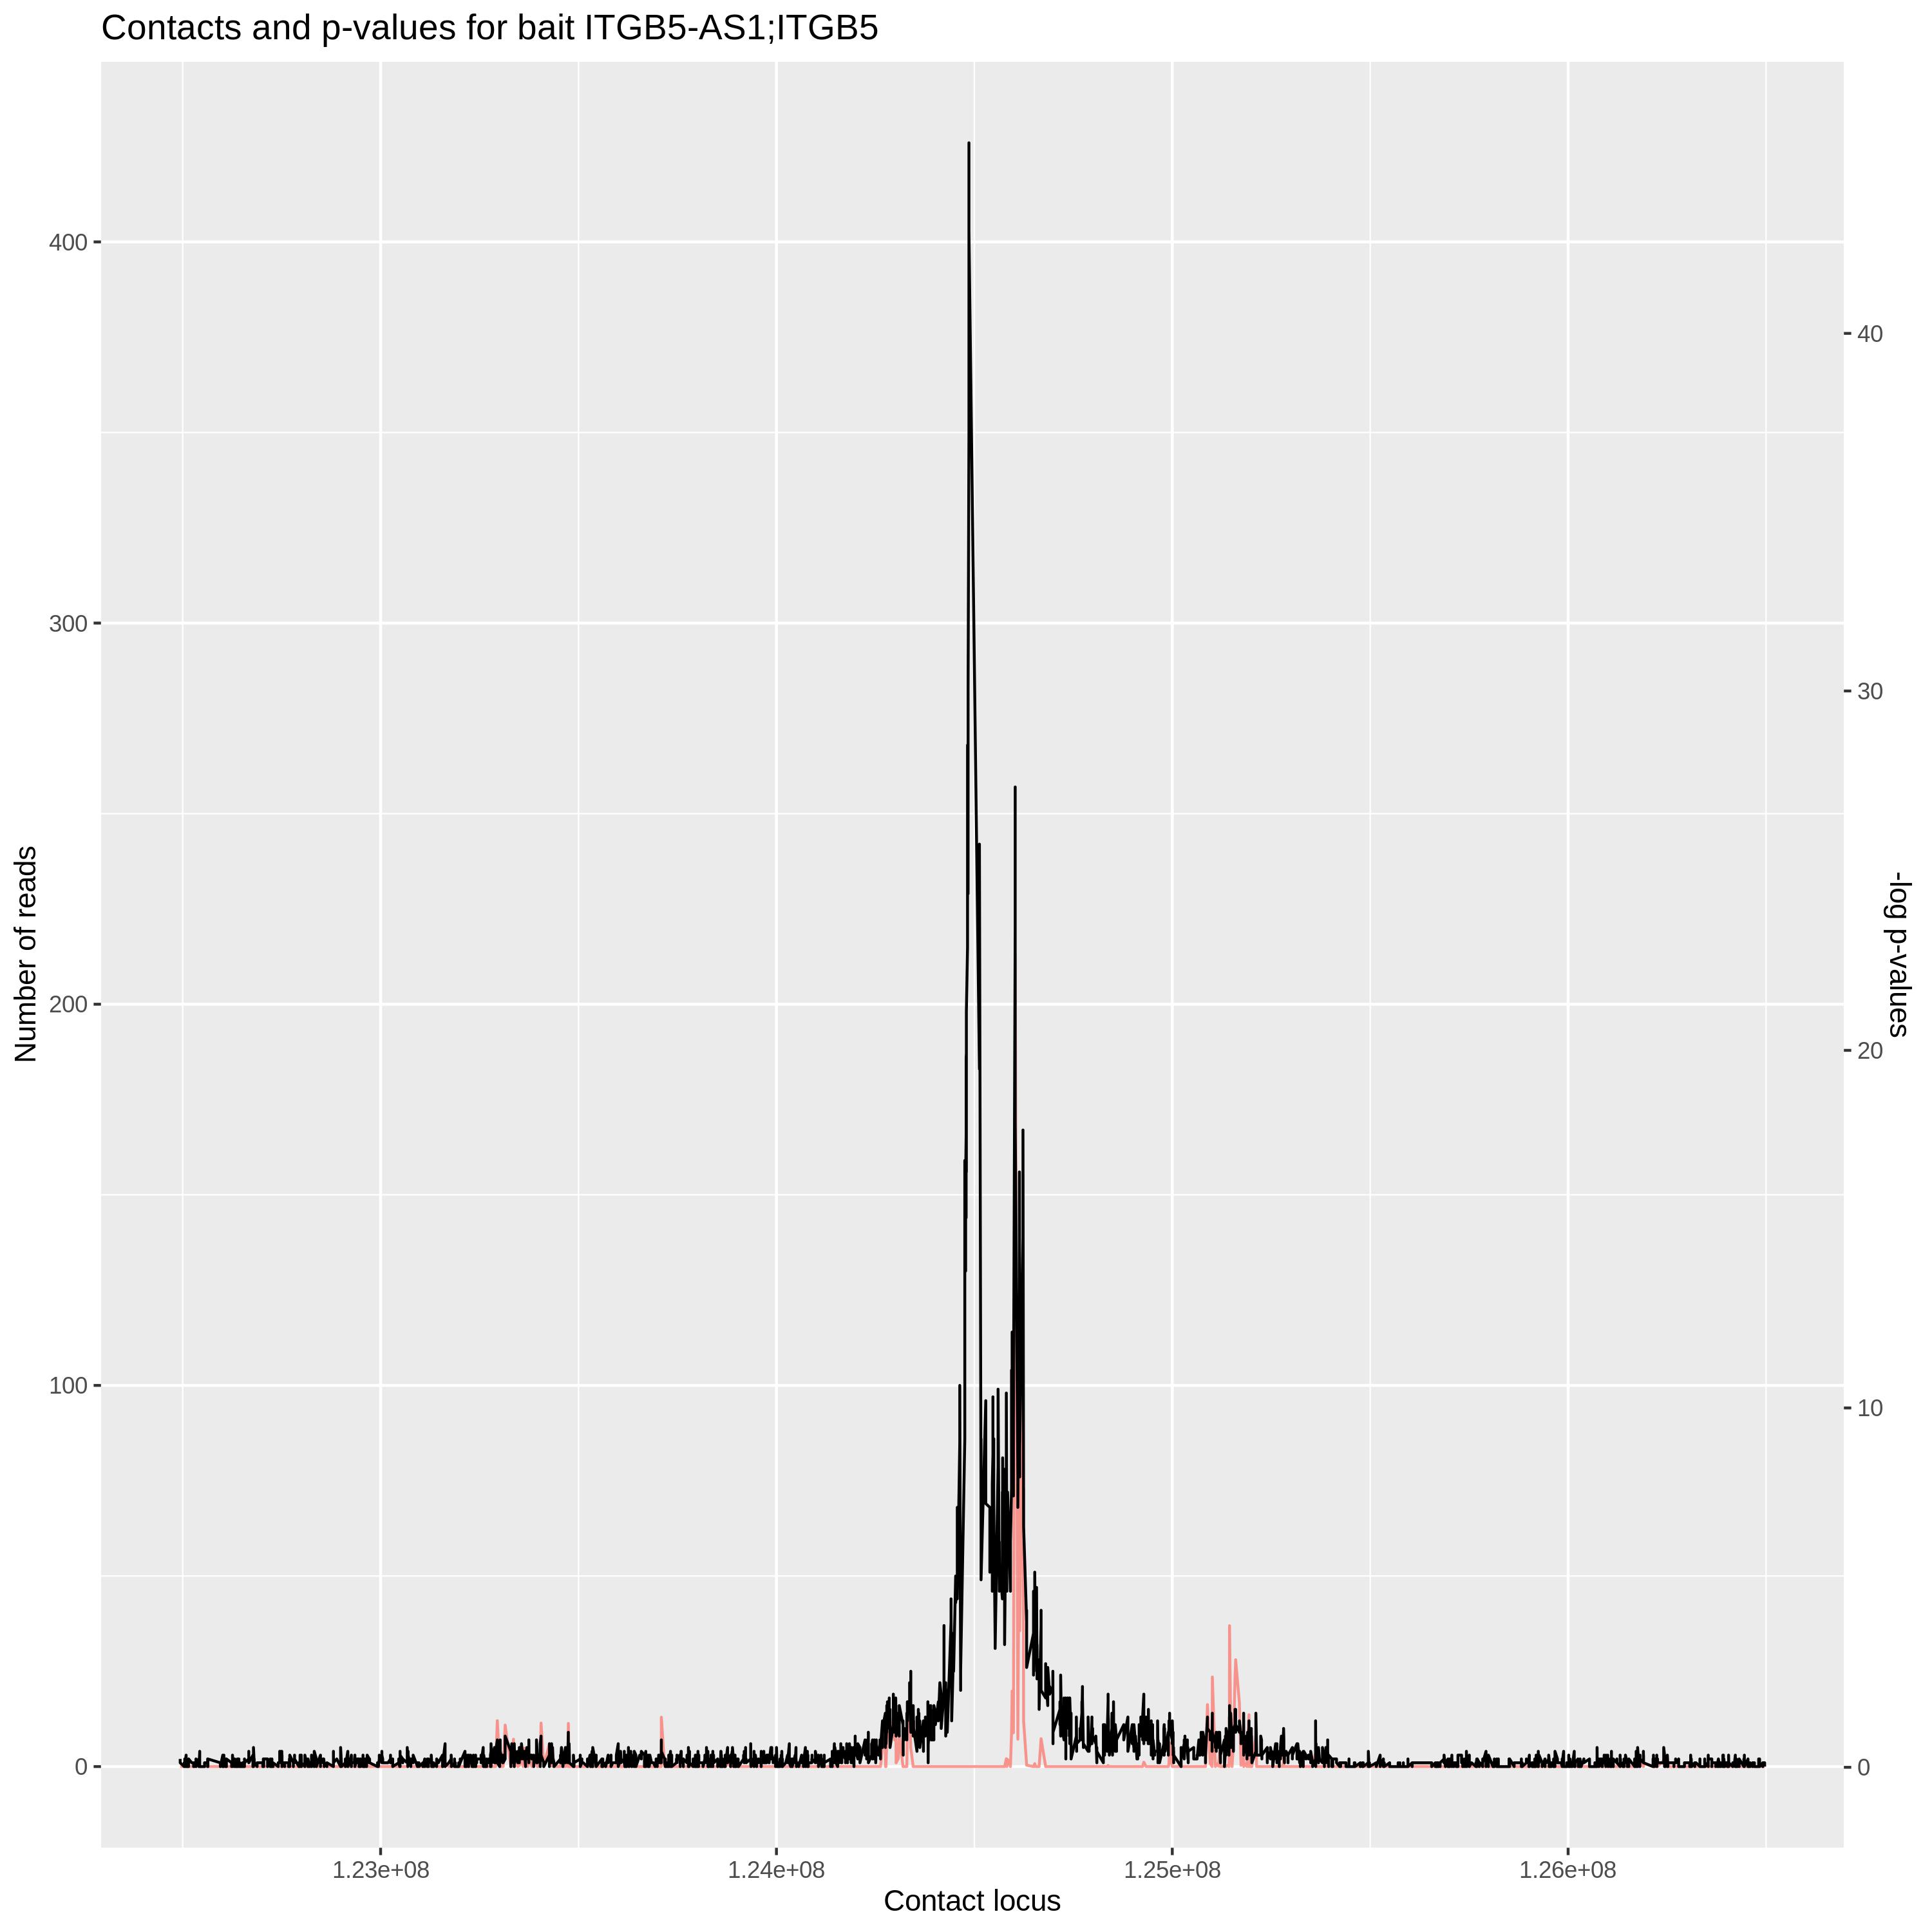 Contacts and p-values for bait ITGB5-AS1;ITGB5
400
300
200
100
0
Number of reads
40
30
20
10
0
-log p-values
1.23e+08
1.24e+08
1.25e+08
1.26e+08
Contact locus